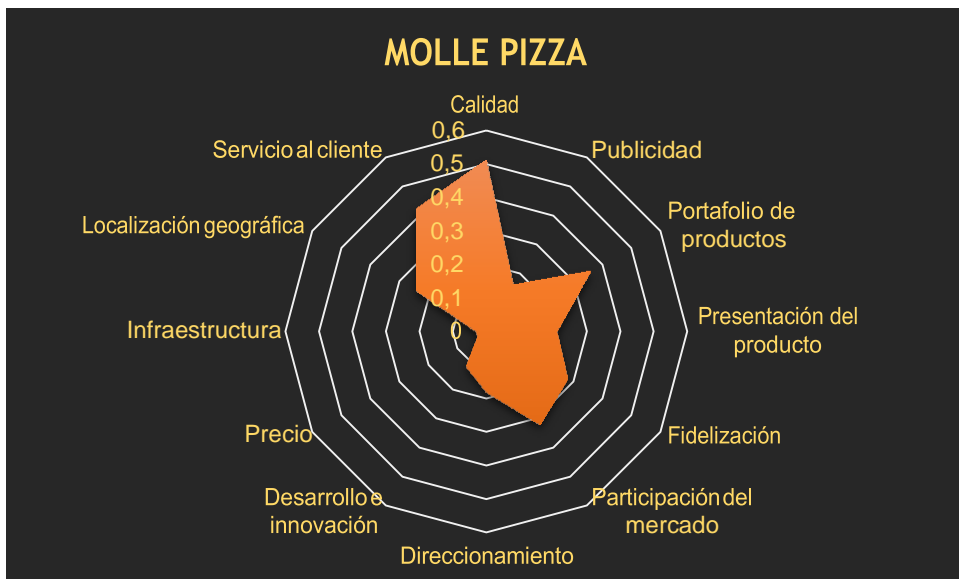 MOLLE PIZZA
Calidad
0,6
0,5
0,4
0,3
0,2
0,1
0
Publicidad
Portafolio de
productos
Presentación del
producto
Fidelización
Participación del
mercado
Direccionamiento
Desarrollo e
innovación
Precio
Infraestructura
Localización geográfica
Servicio al cliente